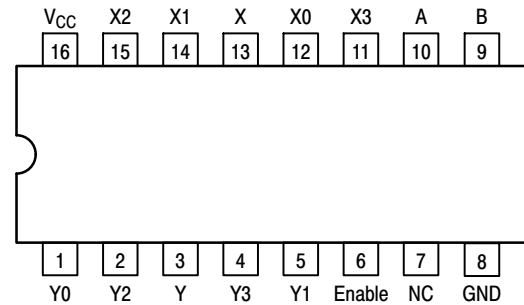 V_CC X2 X1 X X0 X3 A B
16 15 14 13 12 11 10 9
1 2 3 4 5 6 7 8
Y0 Y2 Y Y3 Y1 Enable NC GND